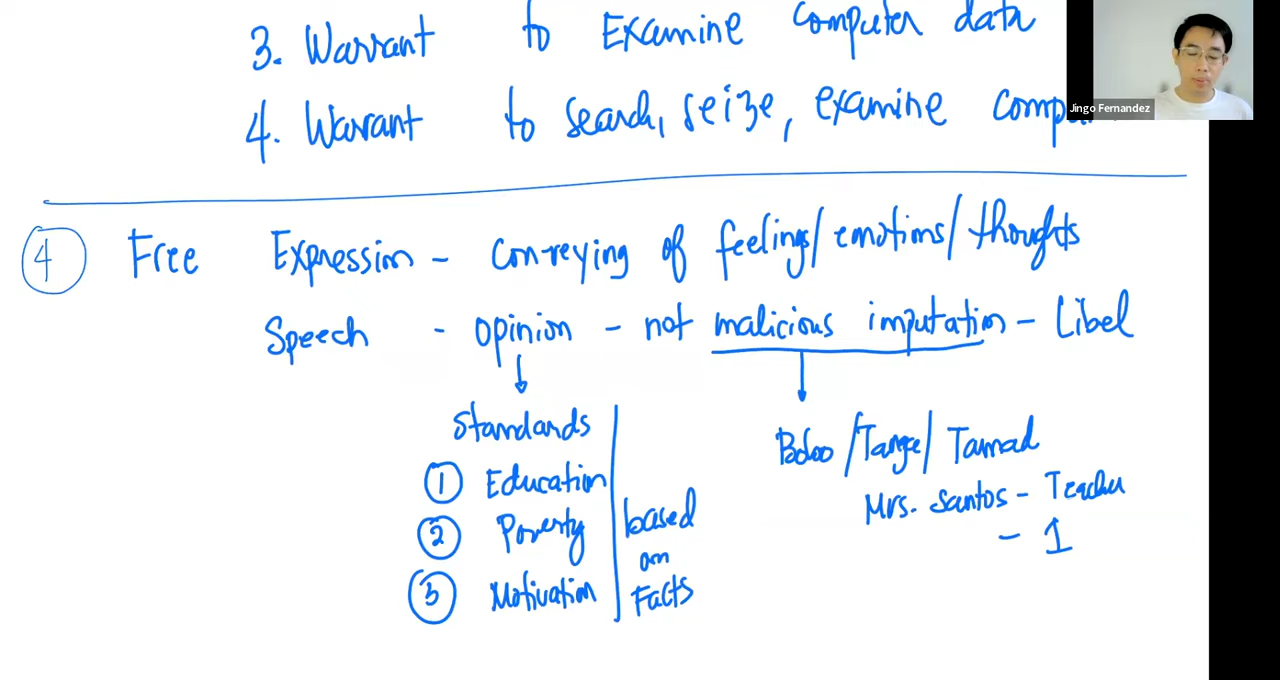 3. Warrant to Examine computer data
Jingo Fernandez
4. Warrant to search, seize, examine
4 Free Expression - conveying of feelings/emotions/thoughts
Speech - opinion - not malicious imputation - Libel
Standards
1 Education
2 Poverty
3 Motivation
based
on
Facts
Bobo/Tanga/Tamad
Mrs. Santos - Teacher
- 1